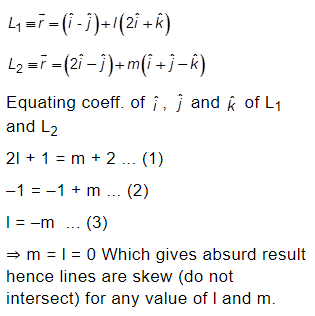 L₁ ≡ r⃗ = (î - ĵ) + l(2î + k̂)
L₂ ≡ r⃗ = (2î − ĵ) + m(î + ĵ − k̂)
Equating coeff. of î, ĵ and k̂ of L₁
and L₂
2l + 1 = m + 2 ... (1)
–1 = –1 + m ... (2)
l = –m ... (3)
⇒ m = l = 0 Which gives absurd result
hence lines are skew (do not
intersect) for any value of l and m.